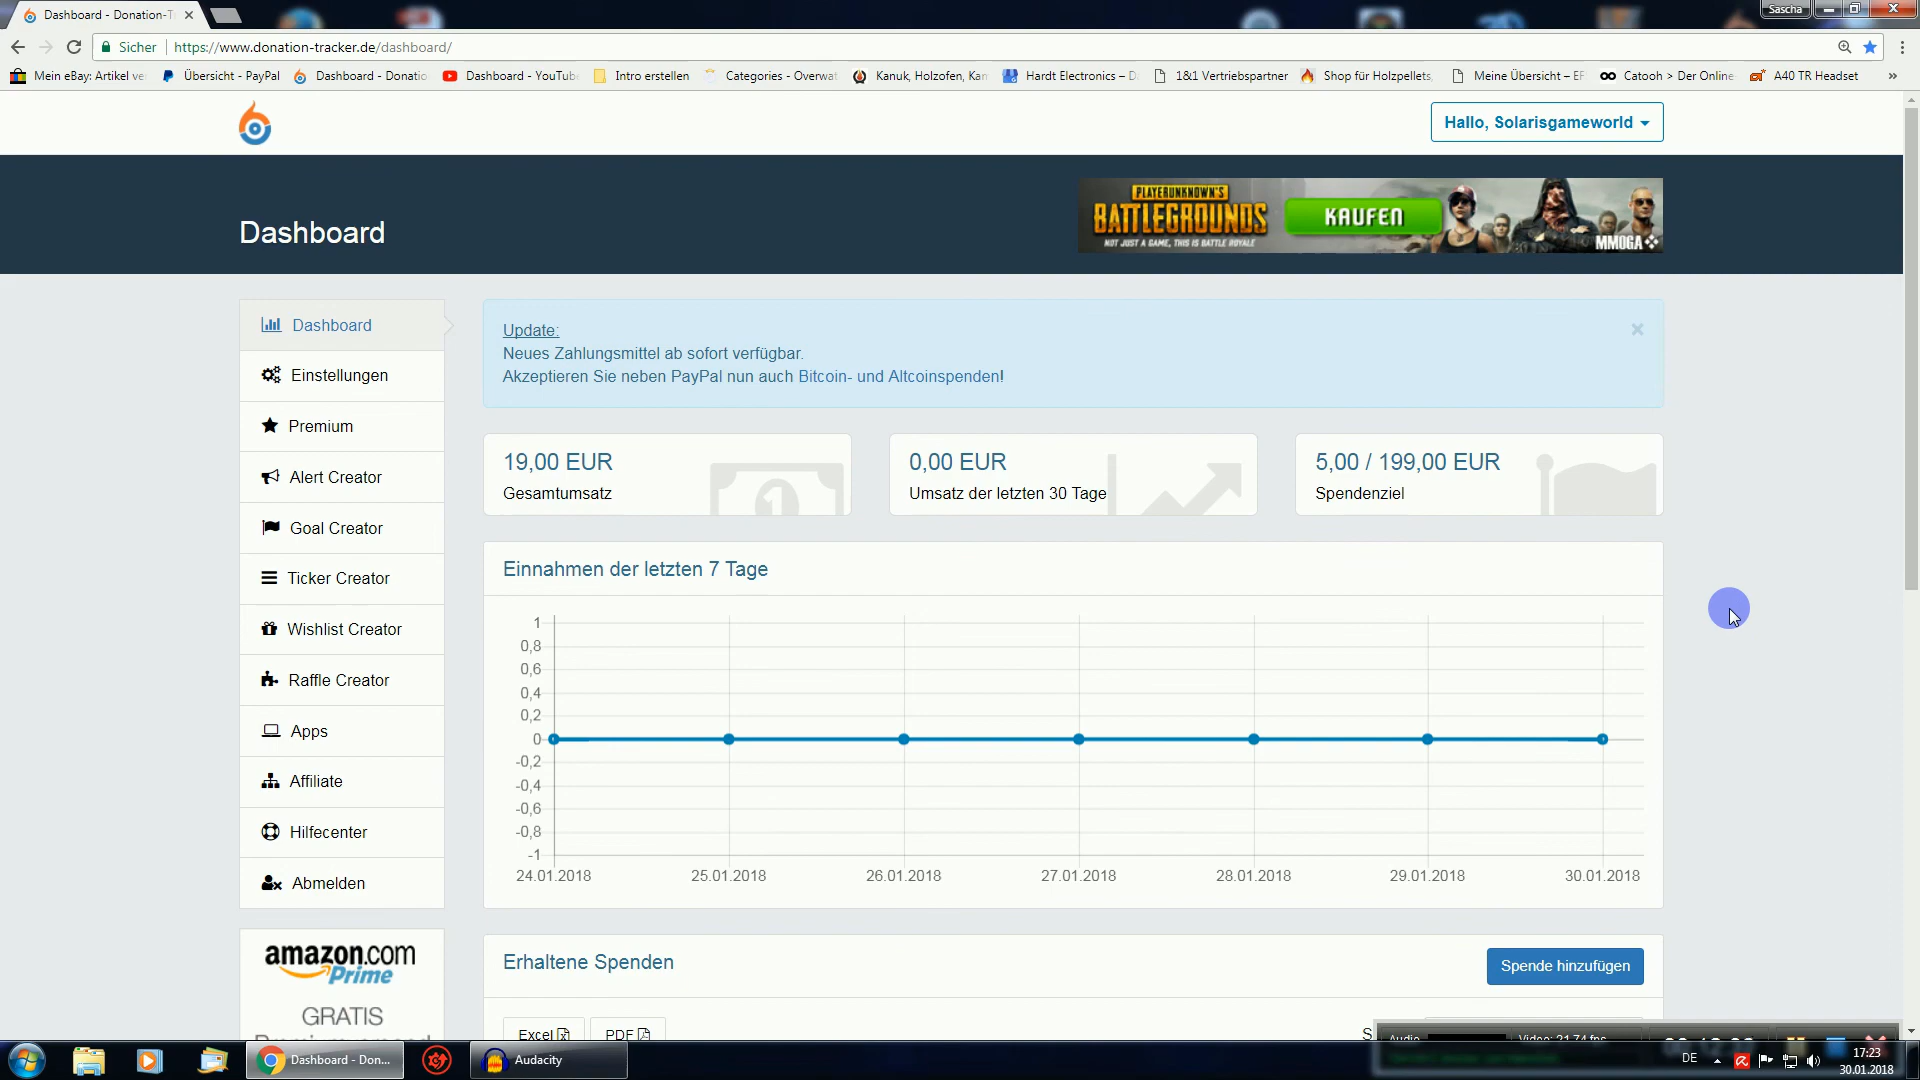 Dashboard - Donation-T
Sascha
Sicher
https://www.donation-tracker.de/dashboard/
Mein eBay: Artikel ve
Übersicht - PayPal
Dashboard - Donatio
Dashboard - YouTube
Intro erstellen
Categories - Overwat
Kanuk, Holzofen, Kam
Hardt Electronics – D
1&1 Vertriebspartner
Shop für Holzpellets,
Meine Übersicht – EF
Catooh > Der Online
A40 TR Headset
»
Hallo, Solarisgameworld
Dashboard
PLAYERUNKNOWN'S
BATTLEGROUNDS
NOT JUST A GAME, THIS IS BATTLE ROYALE
KAUFEN
MMOGA
Dashboard
Einstellungen
Premium
Alert Creator
Goal Creator
Ticker Creator
Wishlist Creator
Raffle Creator
Apps
Affiliate
Hilfecenter
Abmelden
amazon.com
Prime
GRATIS
Update:
Neues Zahlungsmittel ab sofort verfügbar.
Akzeptieren Sie neben PayPal nun auch Bitcoin- und Altcoinspenden!
19,00 EUR
Gesamtumsatz
0,00 EUR
Umsatz der letzten 30 Tage
5,00 / 199,00 EUR
Spendenziel
Einnahmen der letzten 7 Tage
1
0,8
0,6
0,4
0,2
0
-0,2
-0,4
-0,6
-0,8
-1
24.01.2018
25.01.2018
26.01.2018
27.01.2018
28.01.2018
29.01.2018
30.01.2018
Erhaltene Spenden
Spende hinzufügen
Excel
PDF
S
Audio
Video: 21.74 fps
Dashboard - Don...
Audacity
DE
17:23
30.01.2018